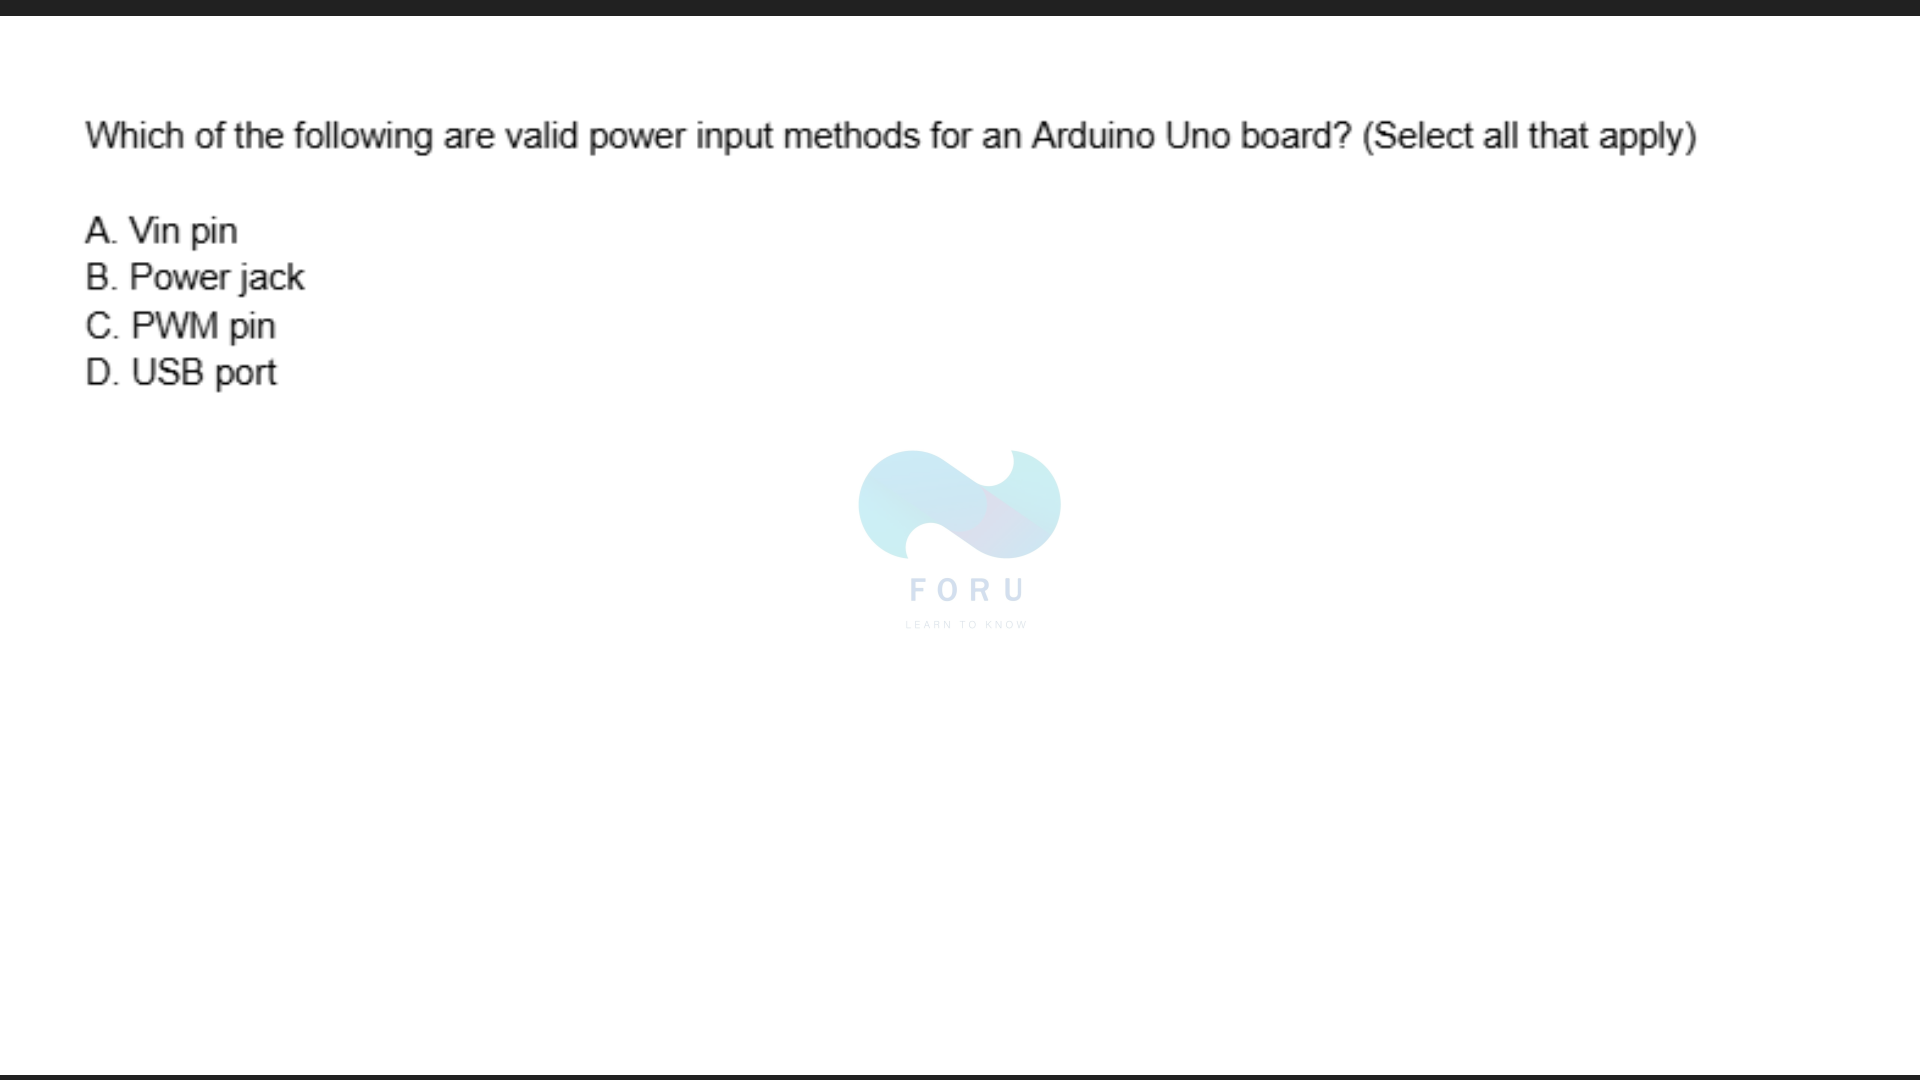 Which of the following are valid power input methods for an Arduino Uno board? (Select all that apply)
A. Vin pin
B. Power jack
C. PWM pin
D. USB port
FORU
LEARN TO KNOW